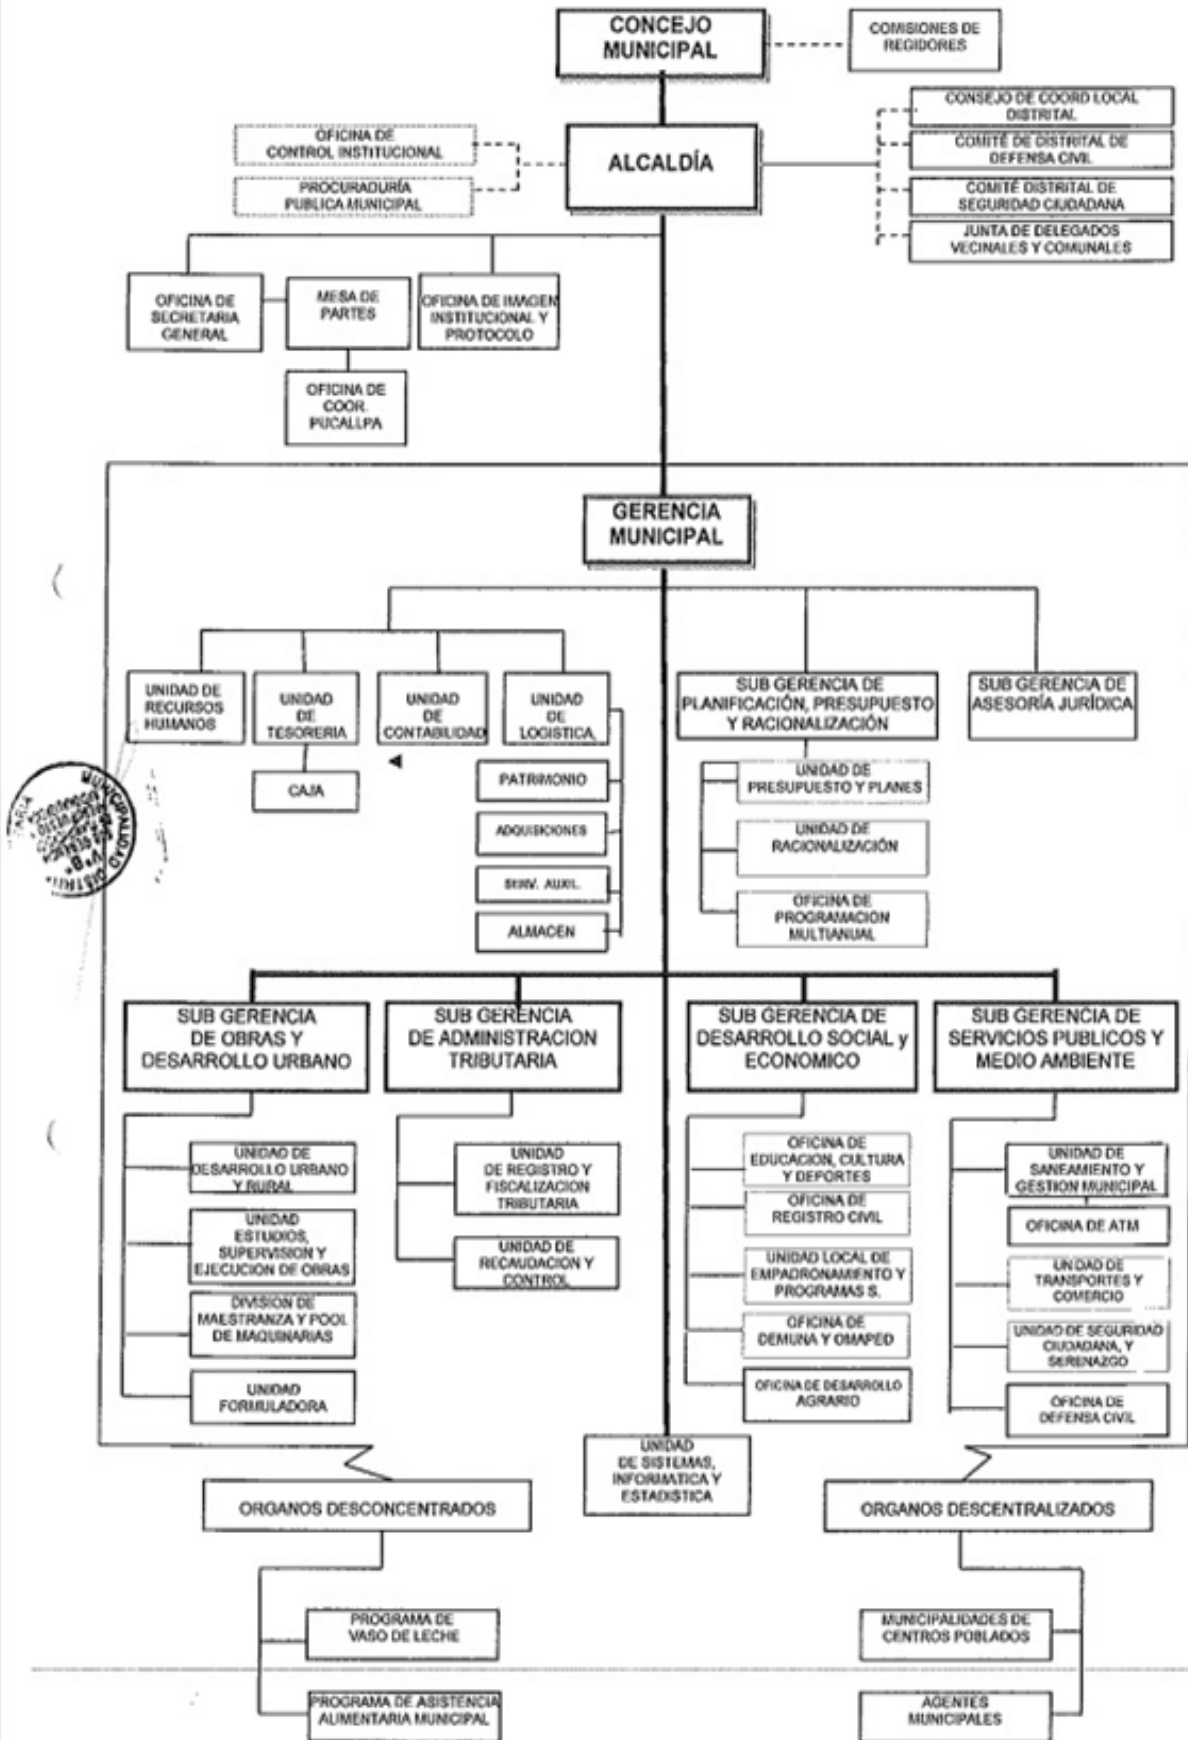 CONCEJO
MUNICIPAL
COMISIONES DE
REGIDORES
CONSEJO DE COORD LOCAL
DISTRITAL
COMITÉ DE DISTRITAL DE
DEFENSA CIVIL
COMITÉ DISTRITAL DE
SEGURIDAD CIUDADANA
JUNTA DE DELEGADOS
VECINALES Y COMUNALES
OFICINA DE
CONTROL INSTITUCIONAL
PROCURADURÍA
PUBLICA MUNICIPAL
ALCALDÍA
OFICINA DE
SECRETARIA
GENERAL
MESA DE
PARTES
OFICINA DE IMAGEN
INSTITUCIONAL Y
PROTOCOLO
OFICINA DE
COOR.
PUCALLPA
GERENCIA
MUNICIPAL
UNIDAD DE
RECURSOS
HUMANOS
UNIDAD
DE
TESORERIA
UNIDAD
DE
CONTABILIDAD
UNIDAD
DE
LOGISTICA,
SUB GERENCIA DE
PLANIFICACIÓN, PRESUPUESTO
Y RACIONALIZACIÓN
SUB GERENCIA DE
ASESORÍA JURÍDICA
CAJA
PATRIMONIO
ADQUISICIONES
SERV. AUXIL.
ALMACEN
UNIDAD DE
PRESUPUESTO Y PLANES
UNIDAD DE
RACIONALIZACIÓN
OFICINA DE
PROGRAMACION
MULTIANUAL
MUNICIPALIDAD DISTRI
V°B°
SUB GERENCIA
DE OBRAS Y
DESARROLLO URBANO
SUB GERENCIA
DE ADMINISTRACION
TRIBUTARIA
SUB GERENCIA DE
DESARROLLO SOCIAL y
ECONOMICO
SUB GERENCIA DE
SERVICIOS PUBLICOS Y
MEDIO AMBIENTE
UNIDAD DE
DESARROLLO URBANO
Y RURAL
UNIDAD
ESTUDIOS,
SUPERVISION Y
EJECUCION DE OBRAS
DIVISION DE
MAESTRANZA Y POOL
DE MAQUINARIAS
UNIDAD
FORMULADORA
UNIDAD
DE REGISTRO Y
FISCALIZACION
TRIBUTARIA
UNIDAD DE
RECAUDACION Y
CONTROL
OFICINA DE
EDUCACION, CULTURA
Y DEPORTES
OFICINA DE
REGISTRO CIVIL
UNIDAD LOCAL DE
EMPADRONAMIENTO Y
PROGRAMAS S.
OFICINA DE
DEMUNA Y OMAPED
OFICINA DE DESARROLLO
AGRARIO
UNIDAD DE
SANEAMIENTO Y
GESTION MUNICIPAL
OFICINA DE ATM
UNIDAD DE
TRANSPORTES Y
COMERCIO
UNIDAD DE SEGURIDAD
CIUDADANA, Y
SERENAZGO
OFICINA DE
DEFENSA CIVIL
UNIDAD
DE SISTEMAS,
INFORMATICA Y
ESTADISTICA
ORGANOS DESCONCENTRADOS
ORGANOS DESCENTRALIZADOS
PROGRAMA DE
VASO DE LECHE
PROGRAMA DE ASISTENCIA
ALIMENTARIA MUNICIPAL
MUNICIPALIDADES DE
CENTROS POBLADOS
AGENTES
MUNICIPALES